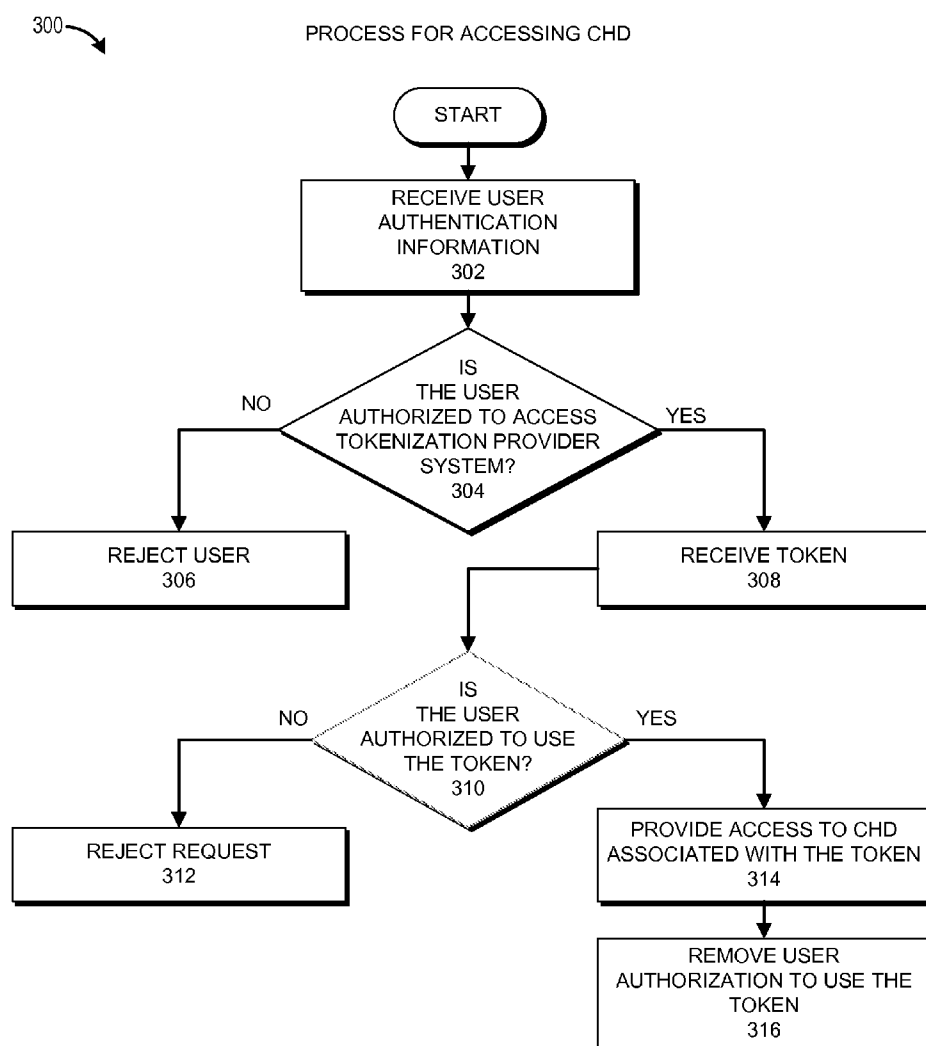 300
PROCESS FOR ACCESSING CHD
START
RECEIVE USER
AUTHENTICATION
INFORMATION
302
IS
THE USER
AUTHORIZED TO ACCESS
TOKENIZATION PROVIDER
SYSTEM?
304
NO
YES
REJECT USER
306
RECEIVE TOKEN
308
IS
THE USER
AUTHORIZED TO USE
THE TOKEN?
310
NO
YES
REJECT REQUEST
312
PROVIDE ACCESS TO CHD
ASSOCIATED WITH THE TOKEN
314
REMOVE USER
AUTHORIZATION TO USE THE
TOKEN
316